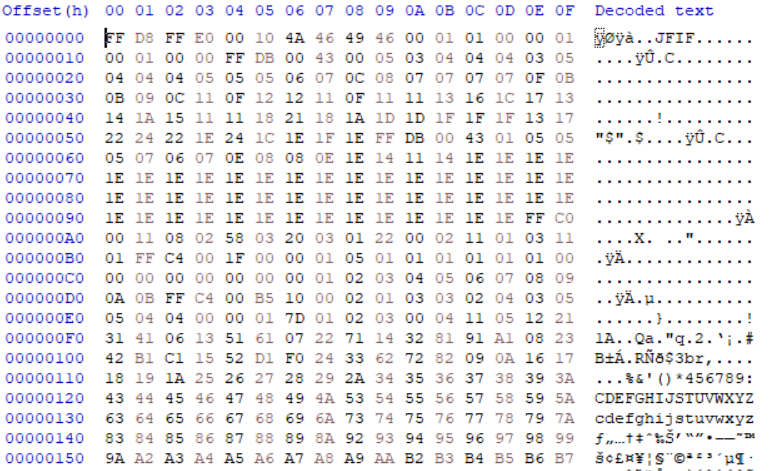 Offset(h) 00 01 02 03 04 05 06 07 08 09 0A 0B 0C 0D 0E 0F Decoded text
00000000 FF D8 FF E0 00 10 4A 46 49 46 00 01 01 00 00 01 ÿØÿà..JFIF......
00000010 00 01 00 00 FF DB 00 43 00 05 03 04 04 04 03 05 ....ÿÛ.C........
00000020 04 04 04 05 05 05 06 07 0C 08 07 07 07 07 0F 0B ................
00000030 0B 09 0C 11 0F 12 12 11 0F 11 11 13 16 1C 17 13 ................
00000040 14 1A 15 11 11 18 21 18 1A 1D 1D 1F 1F 1F 13 17 ......!.........
00000050 22 24 22 1E 24 1C 1E 1F 1E FF DB 00 43 01 05 05 "$".$....ÿÛ.C...
00000060 05 07 06 07 0E 08 08 0E 1E 14 11 14 1E 1E 1E 1E ................
00000070 1E 1E 1E 1E 1E 1E 1E 1E 1E 1E 1E 1E 1E 1E 1E 1E ................
00000080 1E 1E 1E 1E 1E 1E 1E 1E 1E 1E 1E 1E 1E 1E 1E 1E ................
00000090 1E 1E 1E 1E 1E 1E 1E 1E 1E 1E 1E 1E 1E 1E FF C0 ..............ÿÀ
000000A0 00 11 08 02 58 03 20 03 01 22 00 02 11 01 03 11 ....X. .."......
000000B0 01 FF C4 00 1F 00 00 01 05 01 01 01 01 01 01 00 .ÿÄ.............
000000C0 00 00 00 00 00 00 00 01 02 03 04 05 06 07 08 09 ................
000000D0 0A 0B FF C4 00 B5 10 00 02 01 03 03 02 04 03 05 ..ÿÄ.µ..........
000000E0 05 04 04 00 00 01 7D 01 02 03 00 04 11 05 12 21 ......}........!
000000F0 31 41 06 13 51 61 07 22 71 14 32 81 91 A1 08 23 1A..Qa."q.2.‘¡.#
00000100 42 B1 C1 15 52 D1 F0 24 33 62 72 82 09 0A 16 17 B±Á.RÑð$3br‚....
00000110 18 19 1A 25 26 27 28 29 2A 34 35 36 37 38 39 3A ...%&'()*456789:
00000120 43 44 45 46 47 48 49 4A 53 54 55 56 57 58 59 5A CDEFGHIJSTUVWXYZ
00000130 63 64 65 66 67 68 69 6A 73 74 75 76 77 78 79 7A cdefghijstuvwxyz
00000140 83 84 85 86 87 88 89 8A 92 93 94 95 96 97 98 99 ƒ„…†‡ˆ‰Š’“”•–—˜™
00000150 9A A2 A3 A4 A5 A6 A7 A8 A9 AA B2 B3 B4 B5 B6 B7 š¢£¤¥¦§¨©ª²³´µ¶·